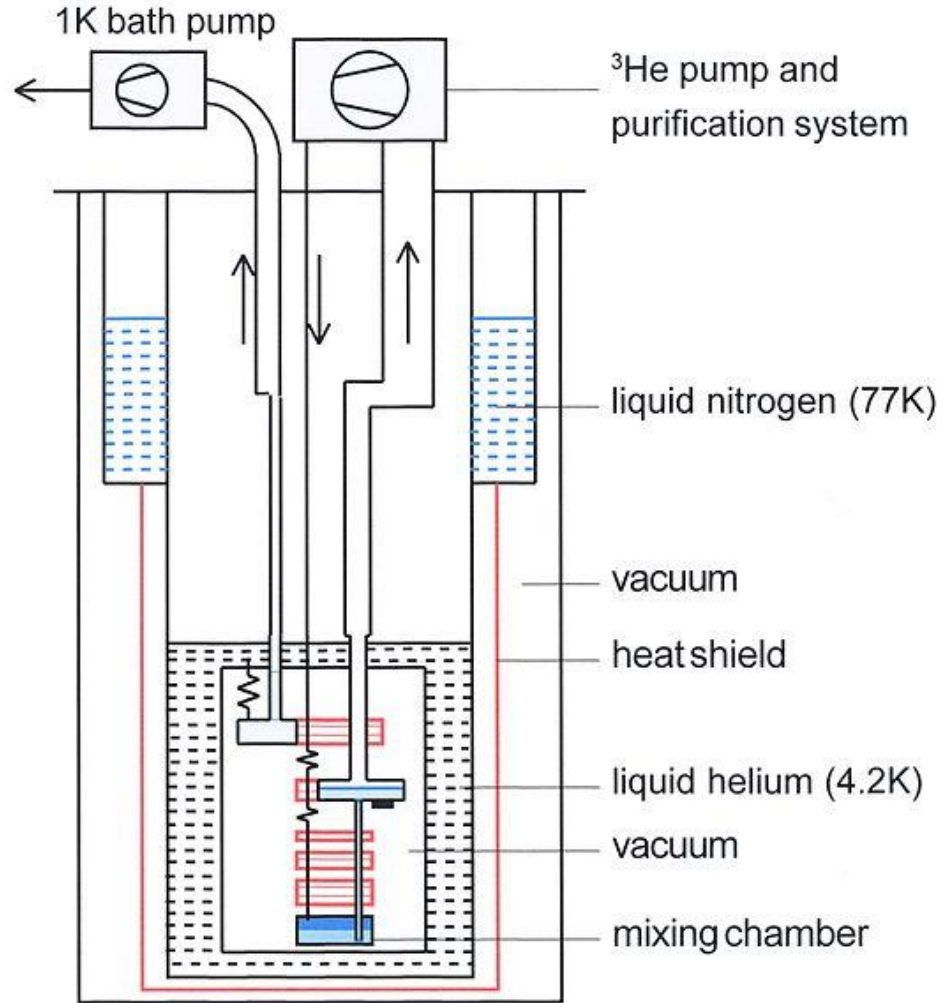 1K bath pump
³He pump and
purification system
liquid nitrogen (77K)
vacuum
heat shield
liquid helium (4.2K)
vacuum
mixing chamber